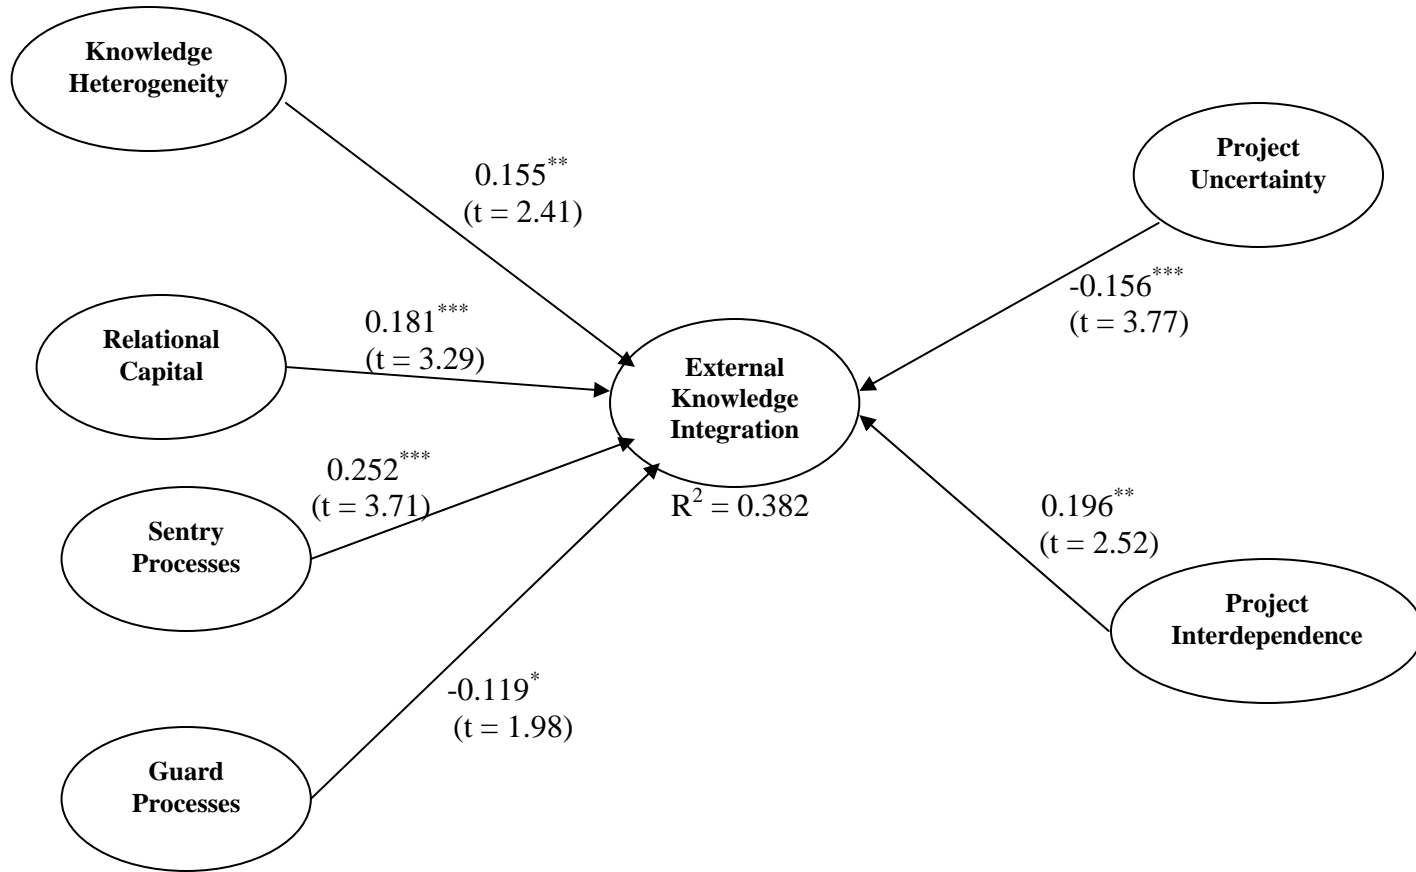 Knowledge
Heterogeneity
0.155**
(t = 2.41)
Project
Uncertainty
-0.156***
(t = 3.77)
Relational
Capital
0.181***
(t = 3.29)
External
Knowledge
Integration
R² = 0.382
0.252***
(t = 3.71)
Sentry
Processes
0.196**
(t = 2.52)
Project
Interdependence
-0.119*
(t = 1.98)
Guard
Processes